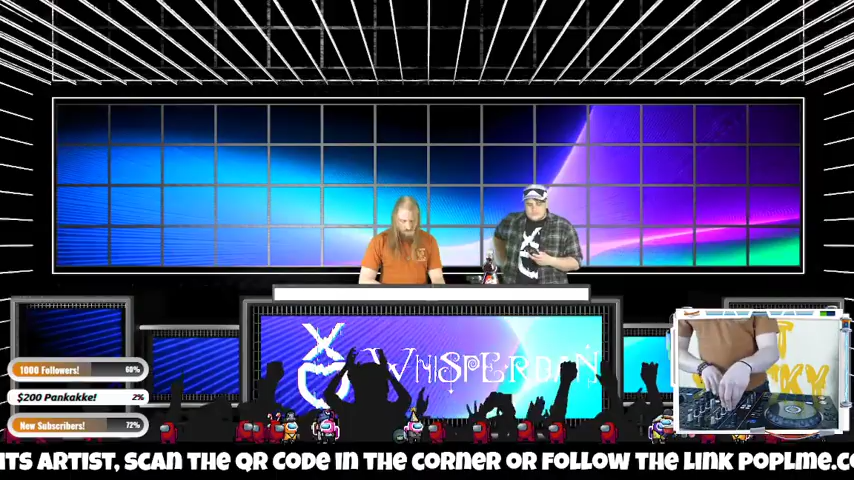 WHISPERDAN
1000 Followers!
60%
$200 Pankakke!
2%
New Subscribers!
72%
ITS ARTIST, SCAN THE QR CODE IN THE CORNER OR FOLLOW THE LINK POPLME.CO